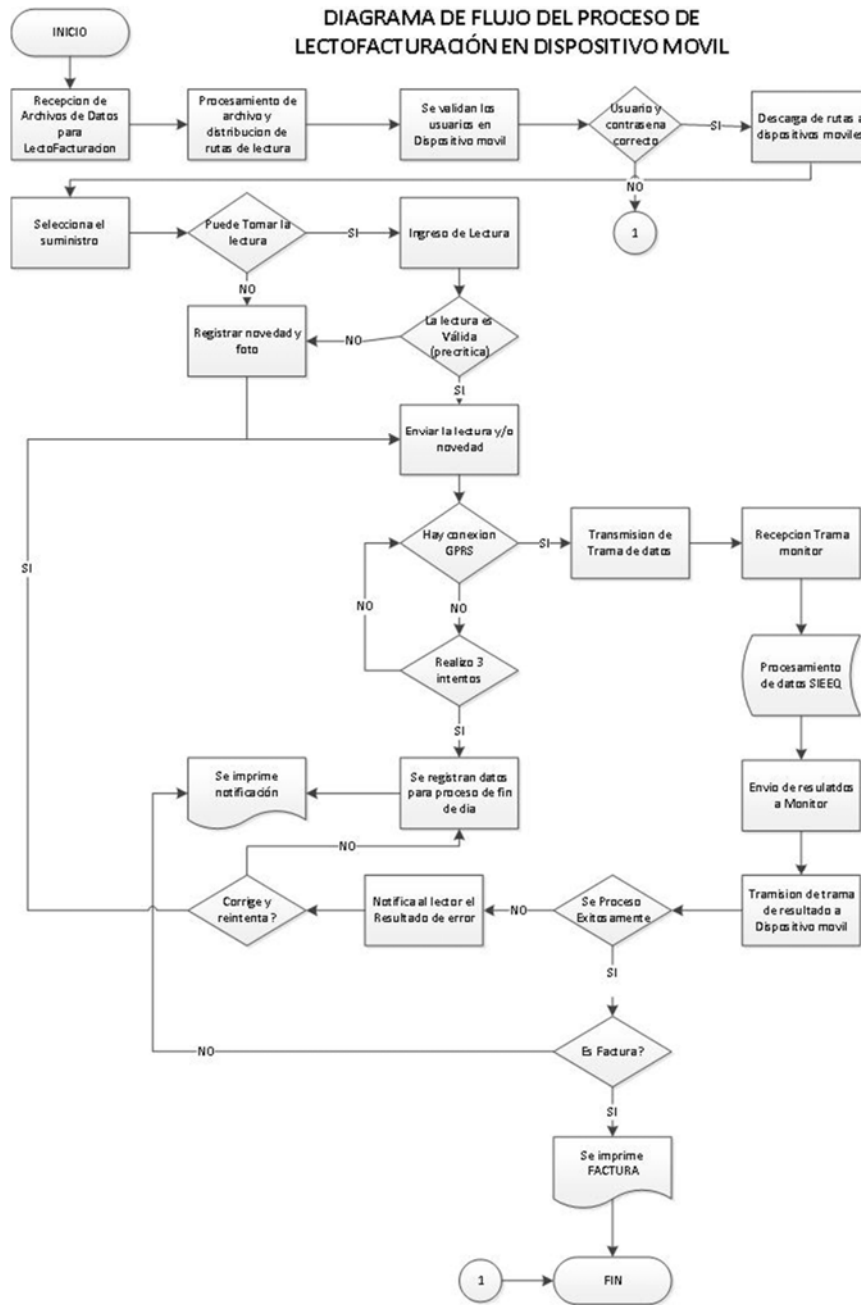 DIAGRAMA DE FLUJO DEL PROCESO DE
LECTOFACTURACIÓN EN DISPOSITIVO MOVIL
INICIO
Recepcion de
Archivos de Datos
para
LectoFacturacion
Procesamiento de
archivo y
distribucion de
rutas de lectura
Se validan los
usuarios en
Dispositivo movil
Usuario y
contrasena
correcto
SI
Descarga de rutas a
dispositivos moviles
NO
1
Selecciona el
suministro
Puede Tomar la
lectura
SI
Ingreso de Lectura
NO
Registrar novedad y
foto
NO
La lectura es
Válida
(precritica)
SI
Enviar la lectura y/o
novedad
Hay conexion
GPRS
SI
Transmision de
Trama de datos
Recepcion Trama
monitor
SI
NO
NO
Realizo 3
intentos
Procesamiento
de datos SIEEQ
SI
Se imprime
notificación
Se registran datos
para proceso de fin
de dia
Envio de resulatdos
a Monitor
NO
Corrige y
reintenta ?
Notifica al lector el
Resultado de error
NO
Se Proceso
Exitosamente
Tramision de trama
de resultado a
Dispositivo movil
SI
NO
Es Factura?
SI
Se imprime
FACTURA
1
FIN